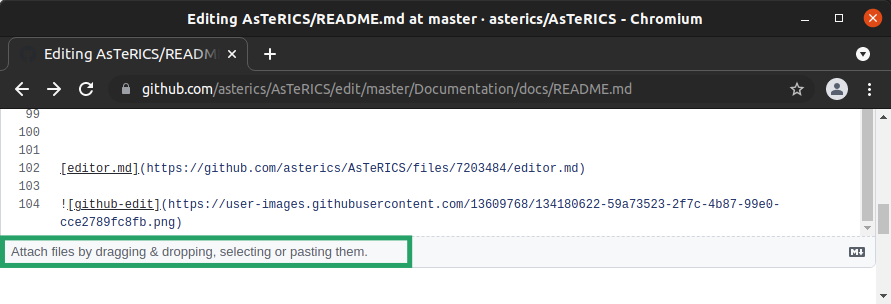 Editing AsTeRICS/README.md at master · asterics/AsTeRICS - Chromium
Editing AsTeRICS/READM
github.com/asterics/AsTeRICS/edit/master/Documentation/docs/README.md
99
100
101
102 [editor.md](https://github.com/asterics/AsTeRICS/files/7203484/editor.md)
103
104 ![github-edit](https://user-images.githubusercontent.com/13609768/134180622-59a73523-2f7c-4b87-99e0-
cce2789fc8fb.png)
Attach files by dragging & dropping, selecting or pasting them.